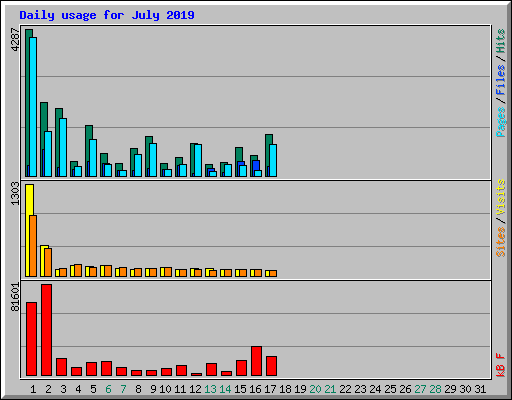 Daily usage for July 2019
4287
Pages / Files / Hits
1303
Sites / Visits
81601
kB F
1 2 3 4 5 6 7 8 9 10 11 12 13 14 15 16 17 18 19 20 21 22 23 24 25 26 27 28 29 30 31